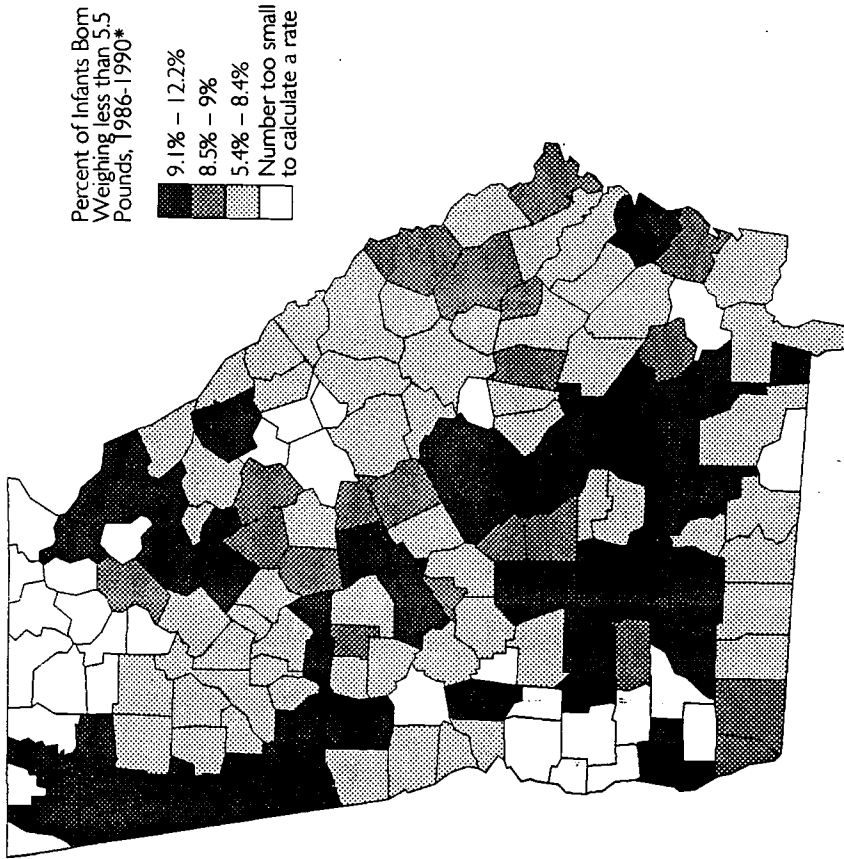 Percent of Infants Born
Weighing less than 5.5
Pounds, 1986-1990*
9.1% – 12.2%
8.5% – 9%
5.4% – 8.4%
Number too small
to calculate a rate